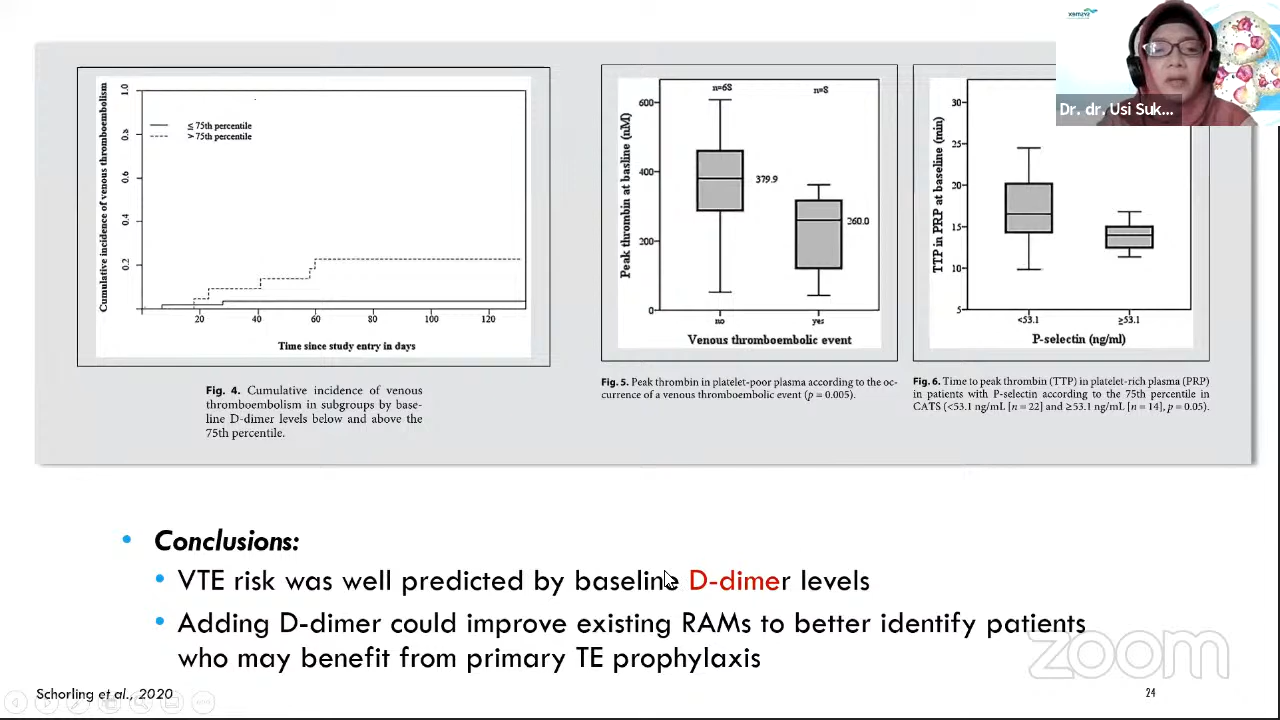 sysmex
Dr. dr. Usi Suk...
Cumulative incidence of venous thromboembolism
1.0
0.8
0.6
0.4
0.2
≤ 75th percentile
> 75th percentile
20 40 60 80 100 120
Time since study entry in days
Fig. 4. Cumulative incidence of venous
thromboembolism in subgroups by base-
line D-dimer levels below and above the
75th percentile.
Peak thrombin at basline (nM)
600
400
200
0
n=68
n=8
379.9
260.0
no yes
Venous thromboembolic event
Fig. 5. Peak thrombin in platelet-poor plasma according to the oc-
currence of a venous thromboembolic event (p = 0.005).
TTP in PRP at baseline (min)
30
25
20
15
10
5
<53.1 ≥53.1
P-selectin (ng/ml)
Fig. 6. Time to peak thrombin (TTP) in platelet-rich plasma (PRP)
in patients with P-selectin according to the 75th percentile in
CATS (<53.1 ng/mL [n = 22] and ≥53.1 ng/mL [n = 14], p = 0.05).
Conclusions:
VTE risk was well predicted by baseline D-dimer levels
Adding D-dimer could improve existing RAMs to better identify patients
who may benefit from primary TE prophylaxis
zoom
Schorling et al., 2020
24